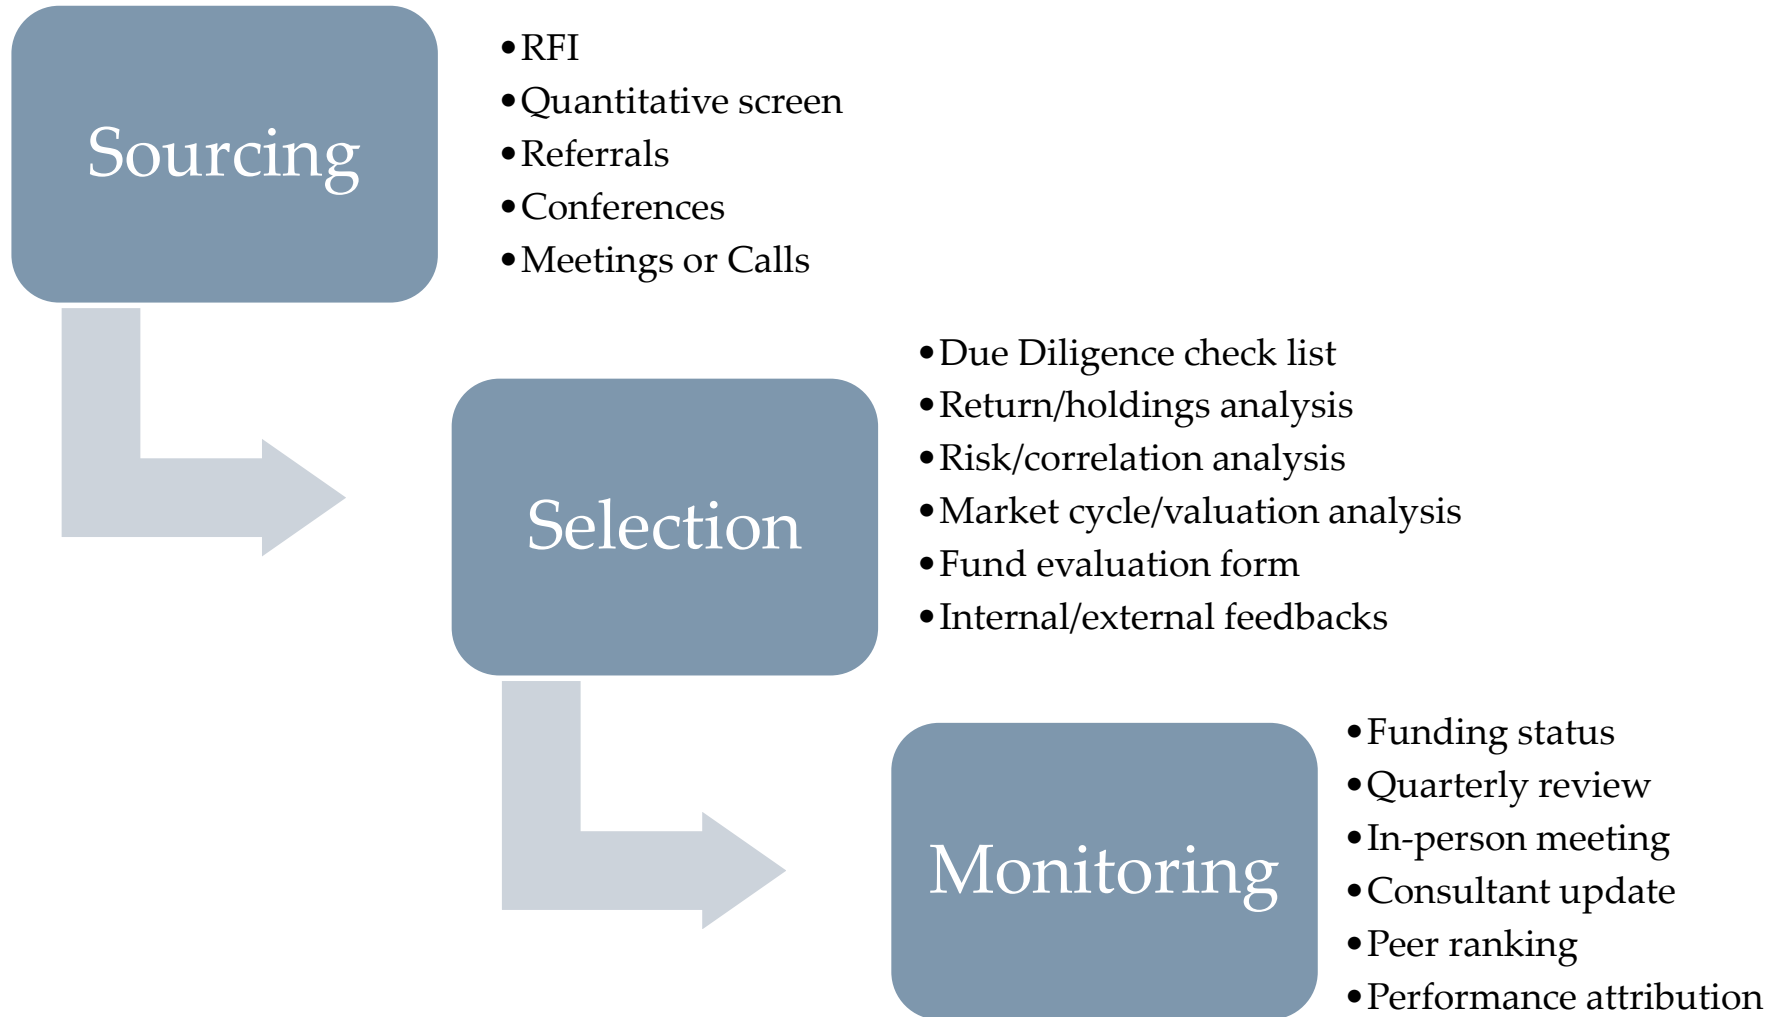 Sourcing
•RFI
•Quantitative screen
•Referrals
•Conferences
•Meetings or Calls
Selection
•Due Diligence check list
•Return/holdings analysis
•Risk/correlation analysis
•Market cycle/valuation analysis
•Fund evaluation form
•Internal/external feedbacks
Monitoring
•Funding status
•Quarterly review
•In-person meeting
•Consultant update
•Peer ranking
•Performance attribution